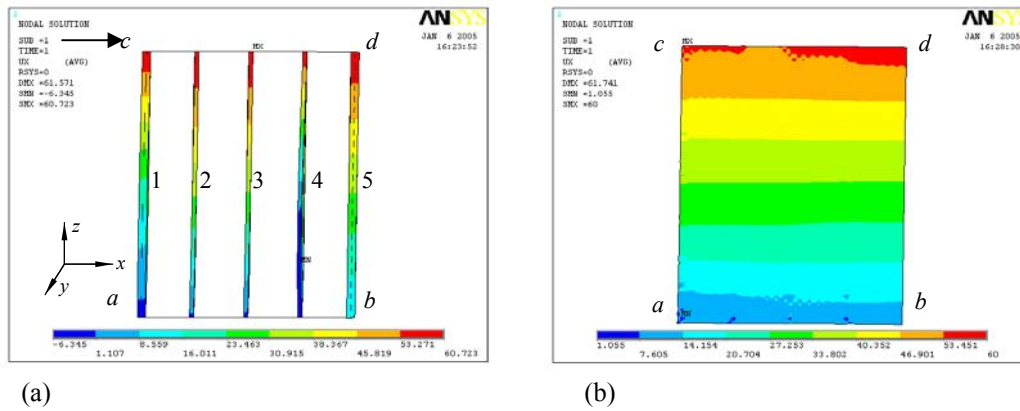 1
NODAL SOLUTION
SUB =1
TIME=1
UX (AVG)
RSYS=0
DMX =61.571
SMN =-6.345
SMX =60.723
ANSYS
JAN 6 2005
16:23:52
c
MX
d
1
2
3
4
5
z
x
y
MN
a
b
-6.345 8.559 23.463 38.367 53.271
1.107 16.011 30.915 45.819 60.723
(a)
1
NODAL SOLUTION
SUB =1
TIME=1
UX (AVG)
RSYS=0
DMX =61.741
SMN =1.055
SMX =60
ANSYS
JAN 6 2005
16:28:30
c
MX
d
a
MN
b
1.055 14.154 27.253 40.352 53.451
7.605 20.704 33.802 46.901 60
(b)